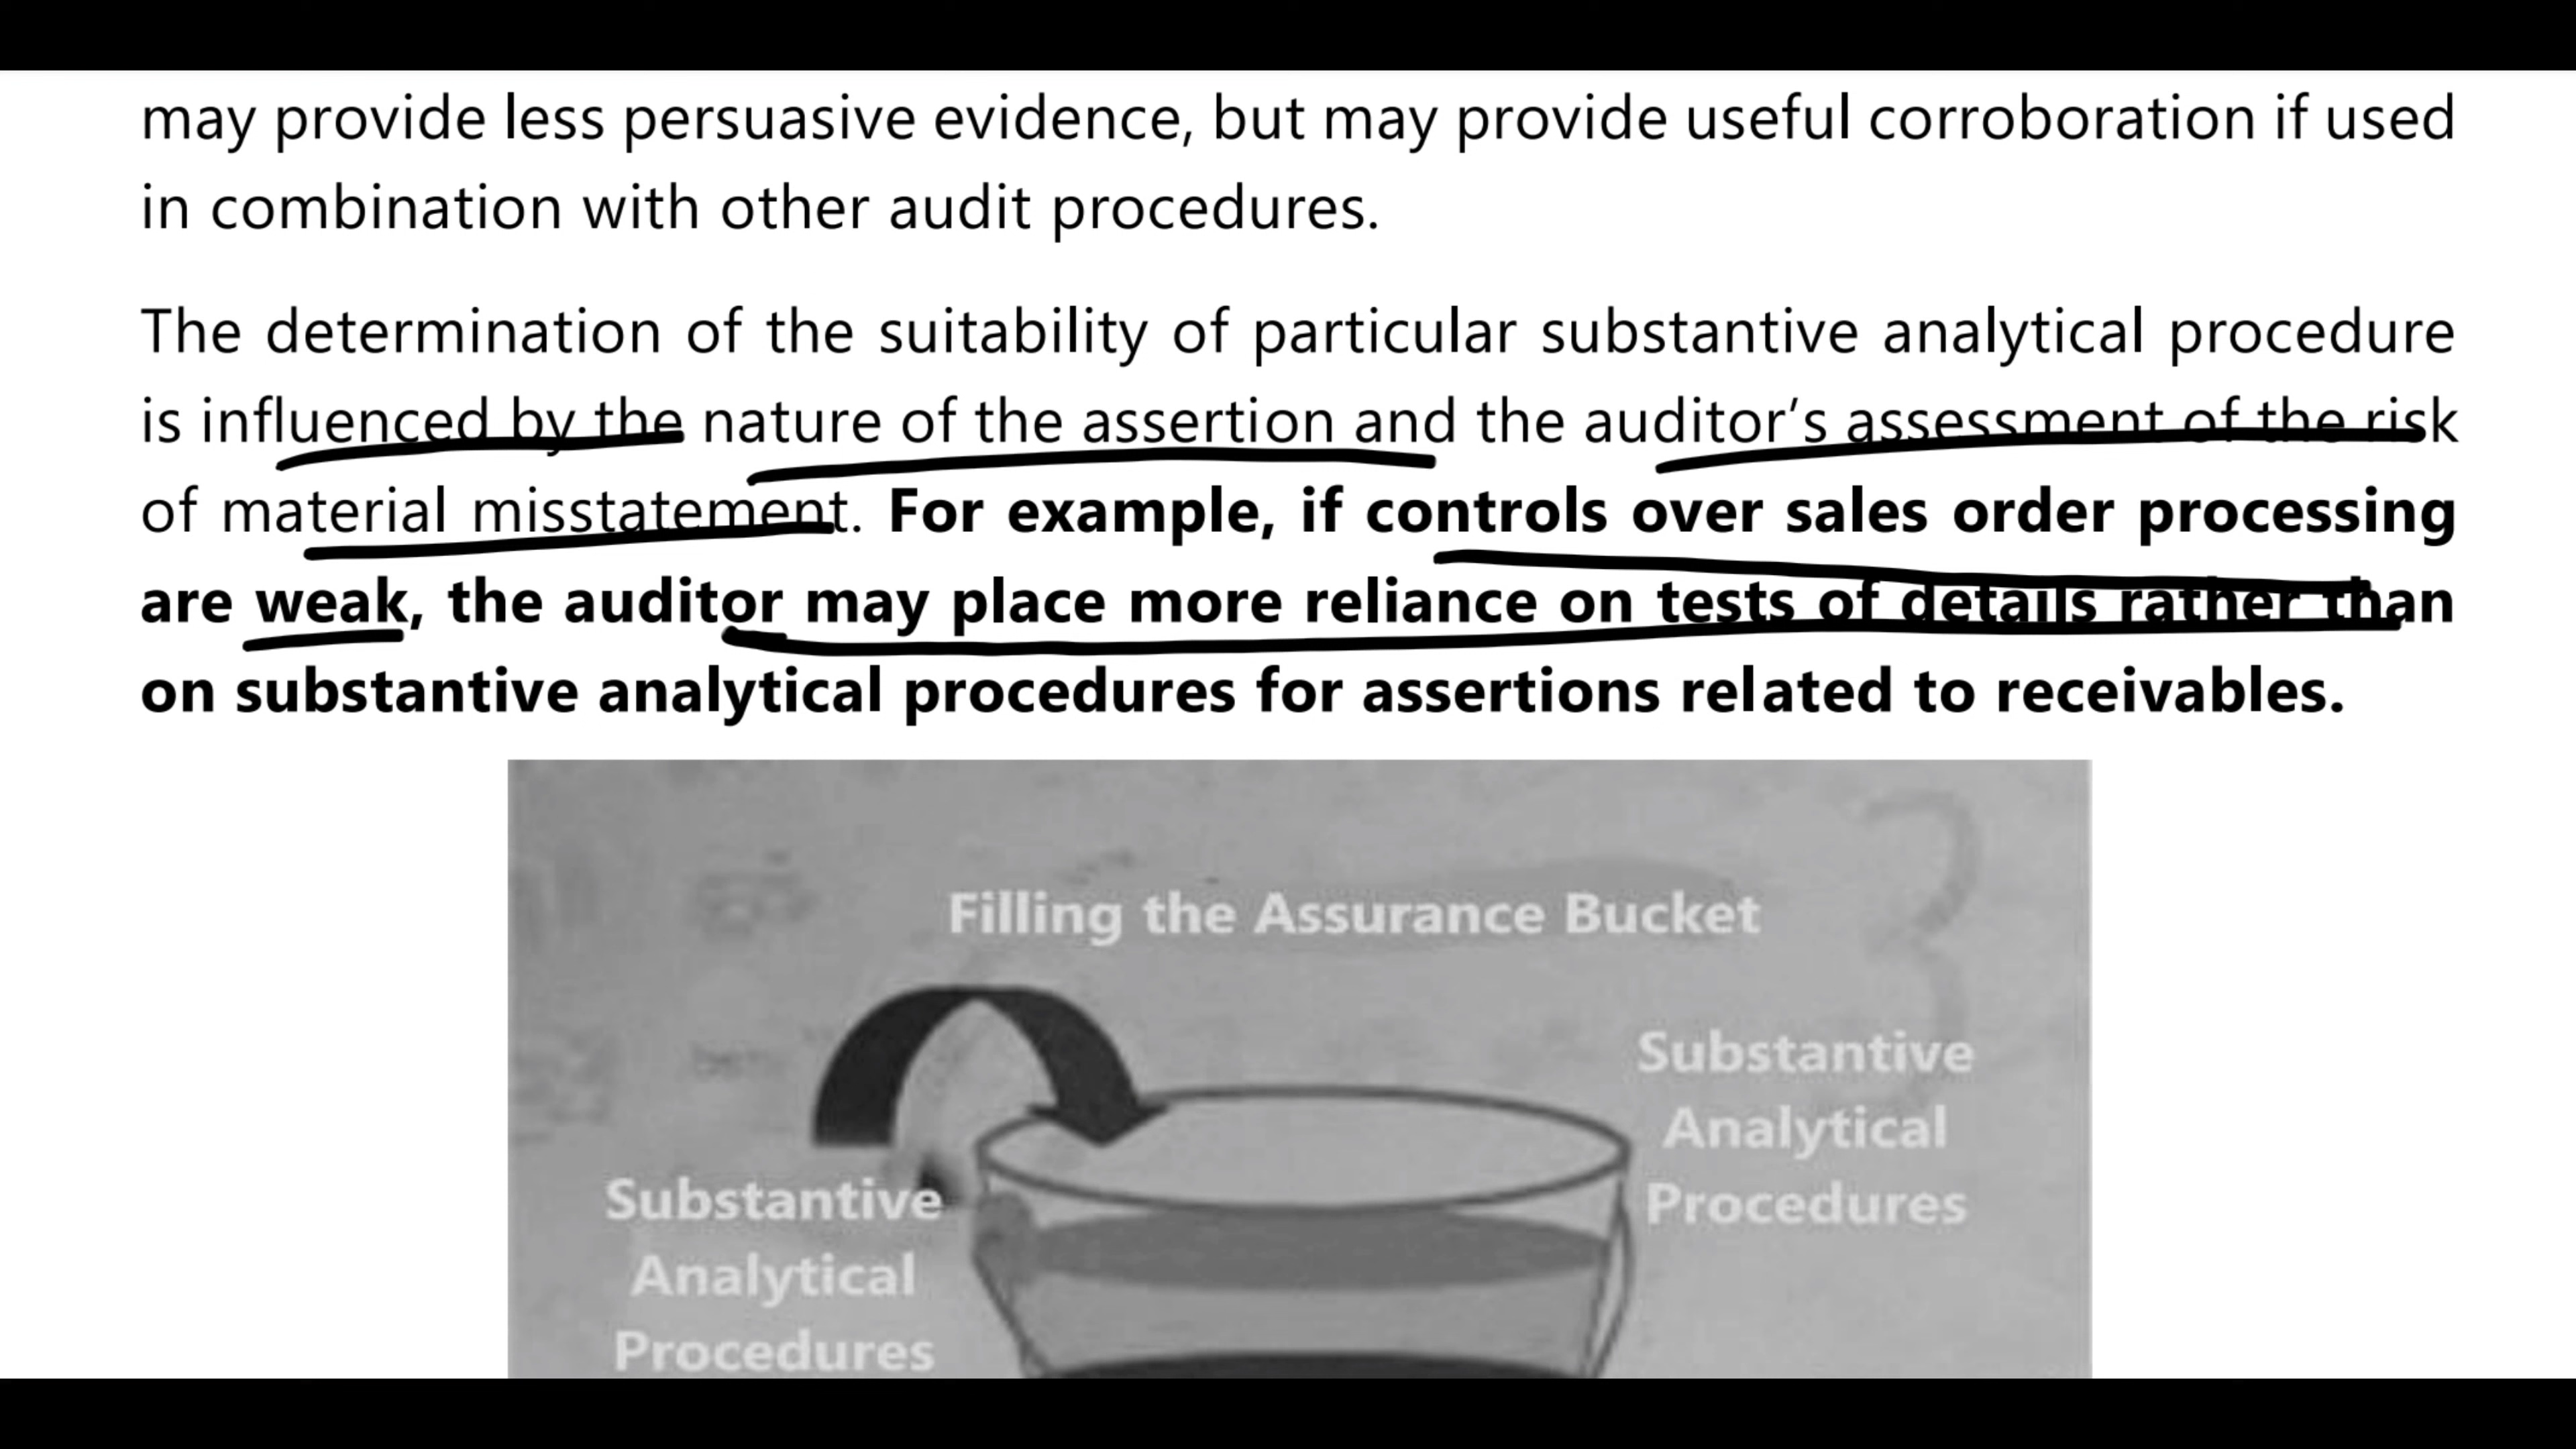 may provide less persuasive evidence, but may provide useful corroboration if used
in combination with other audit procedures.
The determination of the suitability of particular substantive analytical procedure
is influenced by the nature of the assertion and the auditor’s assessment of the risk
of material misstatement. For example, if controls over sales order processing
are weak, the auditor may place more reliance on tests of details rather than
on substantive analytical procedures for assertions related to receivables.
Filling the Assurance Bucket
Substantive
Analytical
Procedures
Substantive
Analytical
Procedures